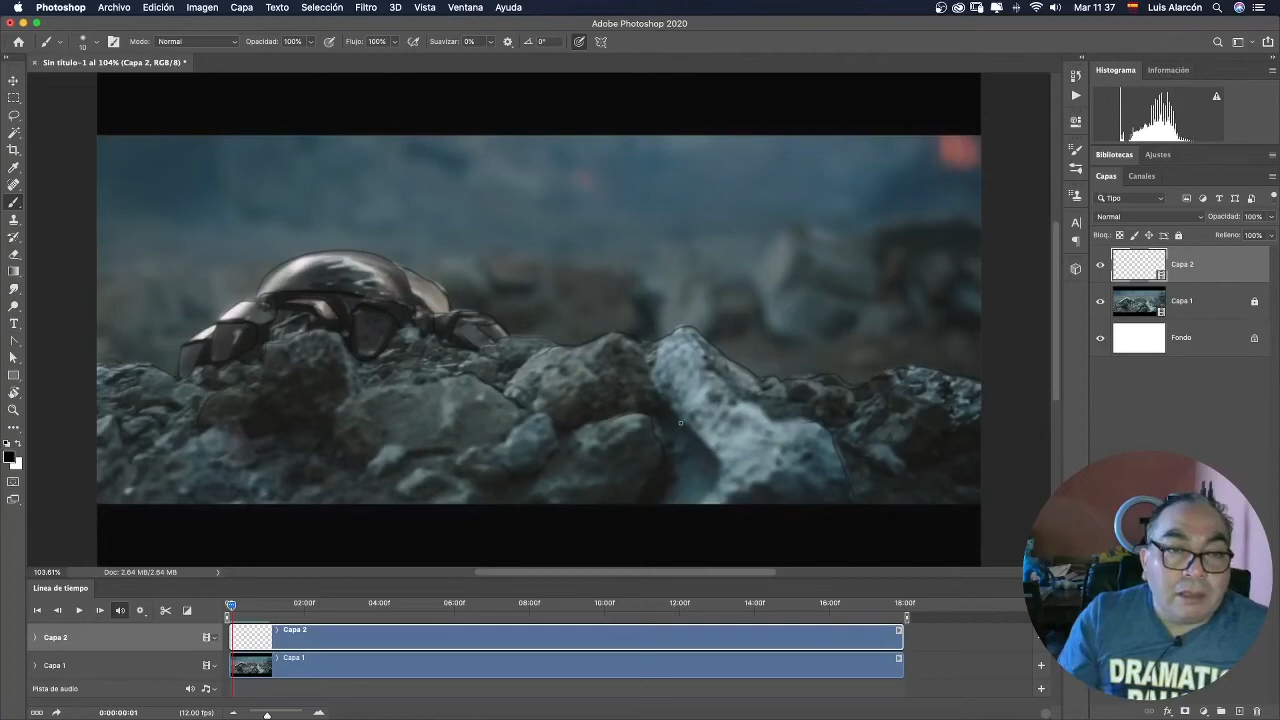 Photoshop Archivo Edición Imagen Capa Texto Selección Filtro 3D Vista Ventana Ayuda Mar 11 37 Luis Alarcón
Adobe Photoshop 2020
10 Modo: Normal Opacidad: 100% Flujo: 100% Suavizar: 0% 0°
Sin título-1 al 104% (Capa 2, RGB/8) *
Histograma Información
Bibliotecas Ajustes
Capas Canales
Tipo
Normal Opacidad: 100%
Bloq.: Relleno: 100%
Capa 2
Capa 1
Fondo
103.61% Doc: 2.64 MB/2.64 MB
Línea de tiempo
02:00f 04:00f 06:00f 08:00f 10:00f 12:00f 14:00f 16:00f 18:00f
Capa 2 Capa 2
Capa 1 Capa 1
Pista de audio
0:00:00:01 (12.00 fps)
DRAMATIC